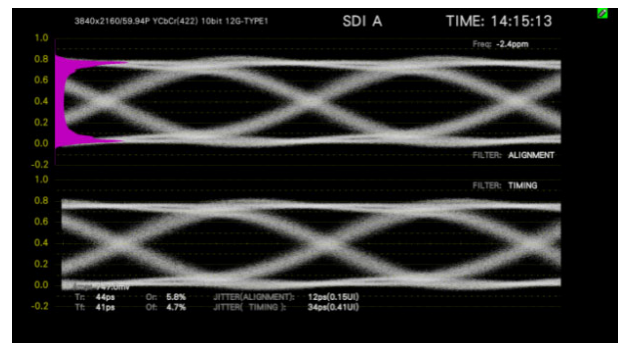 3840x2160/59.94P YCbCr(422) 10bit 12G-TYPE1 SDI A TIME: 14:15:13
Freq: -2.4ppm
1.0
0.8
0.6
0.4
0.2
0.0
-0.2
FILTER: ALIGNMENT
1.0
FILTER: TIMING
0.8
0.6
0.4
0.2
0.0
-0.2
Tr: 44ps Or: 5.8% JITTER(ALIGNMENT): 12ps(0.15UI)
Tf: 41ps Of: 4.7% JITTER( TIMING ): 34ps(0.41UI)